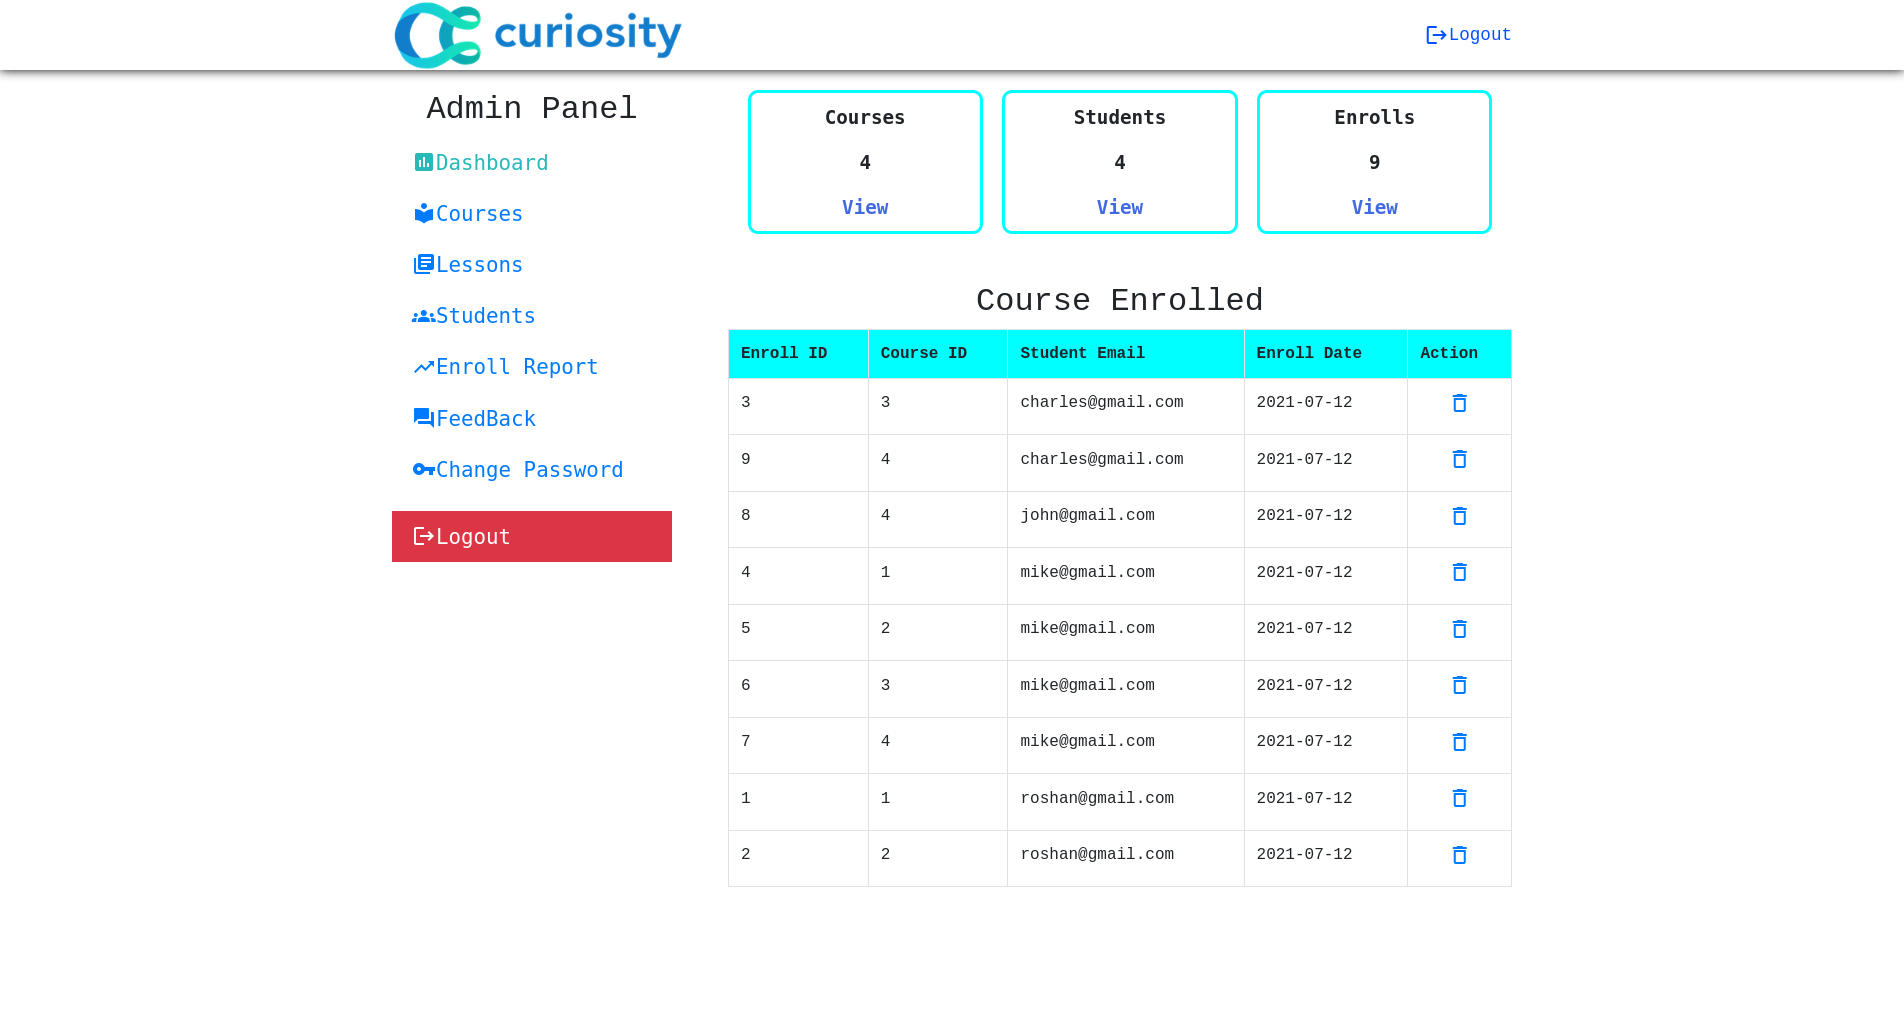 curiosity
Logout
Admin Panel
Dashboard
Courses
Lessons
Students
Enroll Report
FeedBack
Change Password
Logout
Courses Students Enrolls
4 4 9
View View View
Course Enrolled
Enroll ID Course ID Student Email Enroll Date Action
3 3 charles@gmail.com 2021-07-12
9 4 charles@gmail.com 2021-07-12
8 4 john@gmail.com 2021-07-12
4 1 mike@gmail.com 2021-07-12
5 2 mike@gmail.com 2021-07-12
6 3 mike@gmail.com 2021-07-12
7 4 mike@gmail.com 2021-07-12
1 1 roshan@gmail.com 2021-07-12
2 2 roshan@gmail.com 2021-07-12